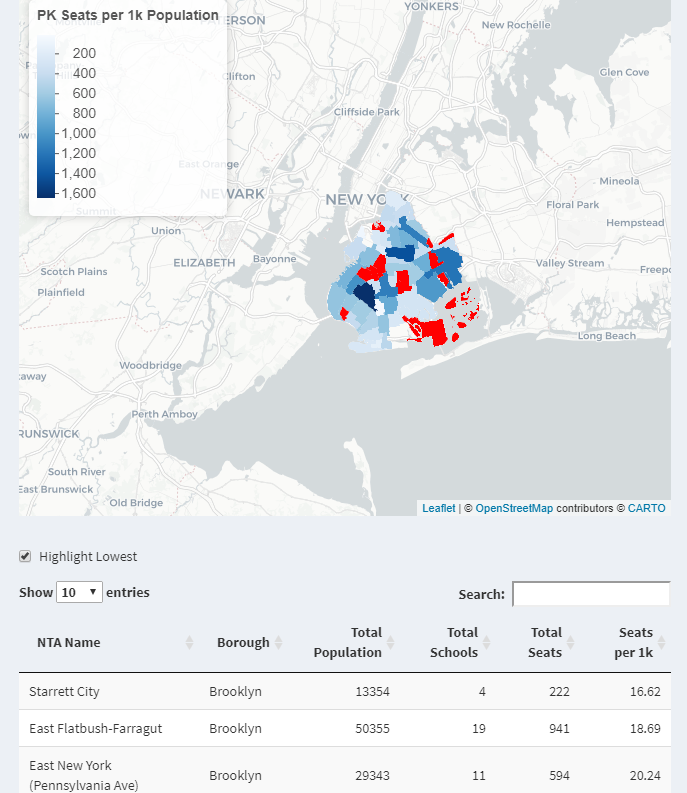 PK Seats per 1k Population
200
400
600
800
1,000
1,200
1,400
1,600
YONKERS
New Rochelle
Glen Cove
Clifton
Cliffside Park
East Orange
NEWARK
NEW YORK
Mineola
Floral Park
Hempstead
Summit
Union
ELIZABETH
Bayonne
Valley Stream
Scotch Plains
Plainfield
Long Beach
Woodbridge
Perth Amboy
South River
East Brunswick
Old Bridge
Leaflet | © OpenStreetMap contributors © CARTO
Highlight Lowest
Show 10 entries
Search:
NTA Name Borough Total Population Total Schools Total Seats Seats per 1k
Starrett City Brooklyn 13354 4 222 16.62
East Flatbush-Farragut Brooklyn 50355 19 941 18.69
East New York (Pennsylvania Ave) Brooklyn 29343 11 594 20.24